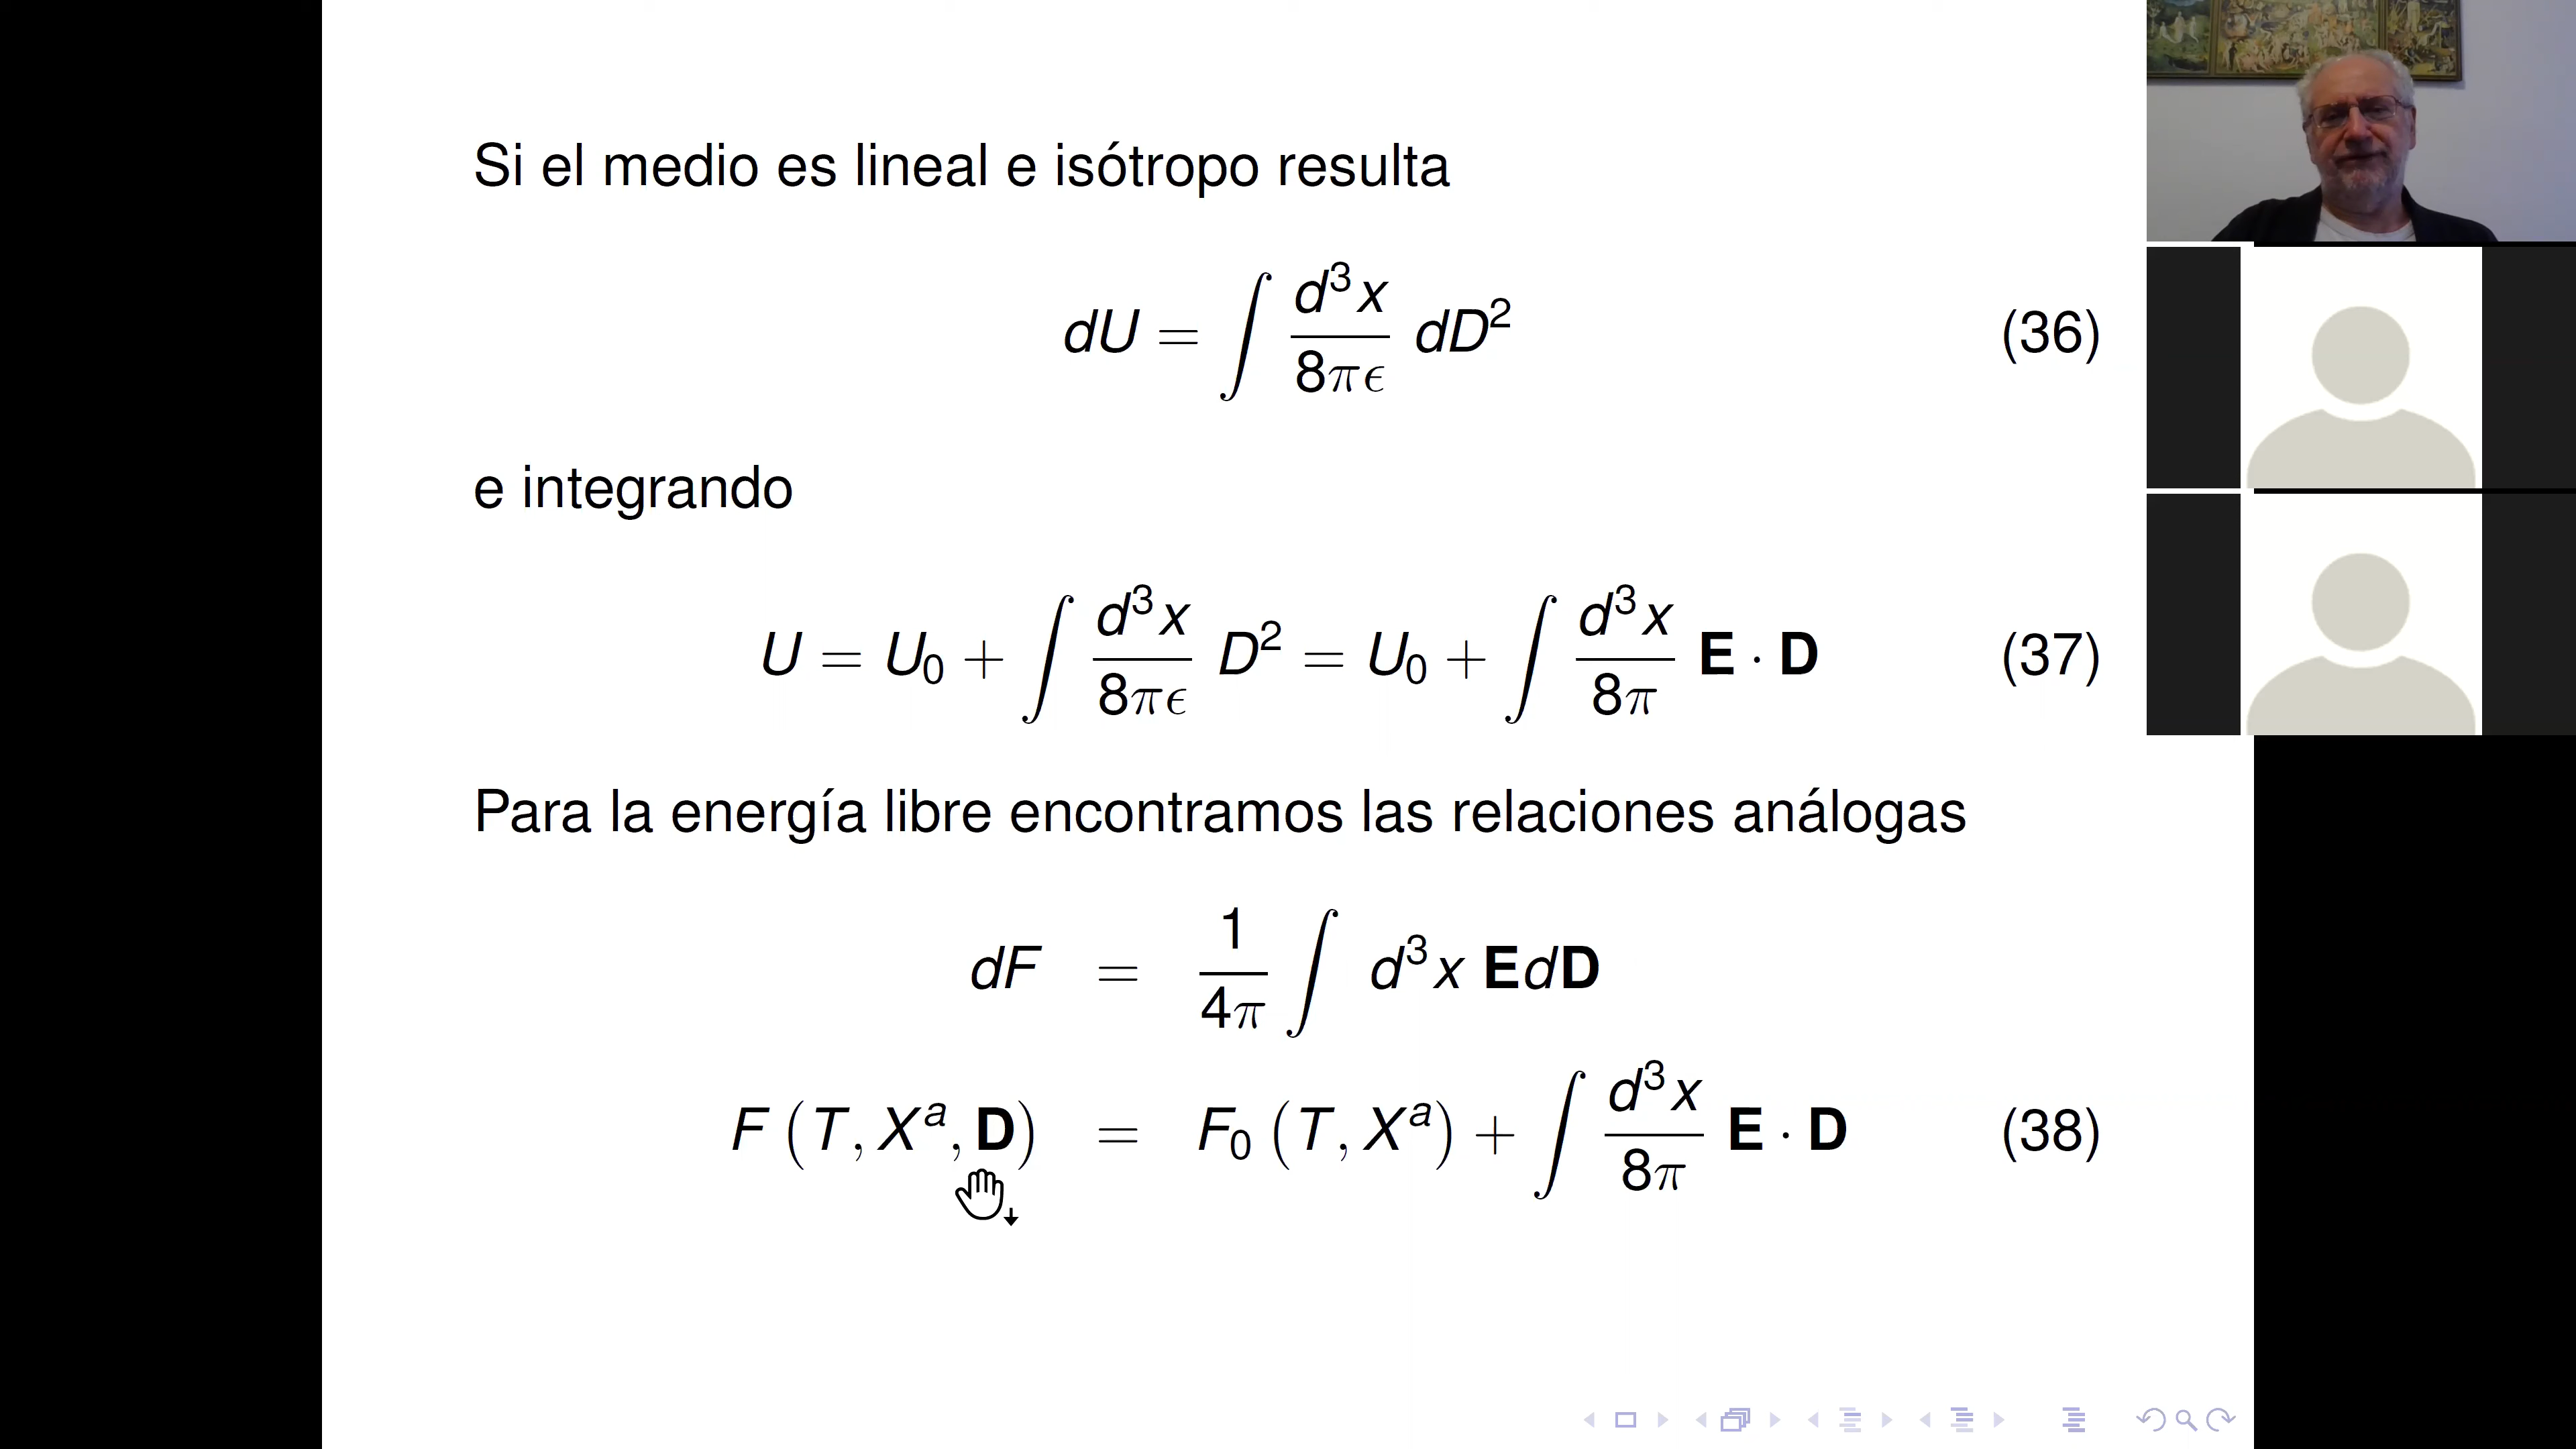 Si el medio es lineal e isótropo resulta
dU = ∫ d³x / 8πϵ dD² (36)
e integrando
U = U₀ + ∫ d³x / 8πϵ D² = U₀ + ∫ d³x / 8π E · D (37)
Para la energía libre encontramos las relaciones análogas
dF = 1 / 4π ∫ d³x EdD
F (T, Xᵃ, D) = F₀ (T, Xᵃ) + ∫ d³x / 8π E · D (38)